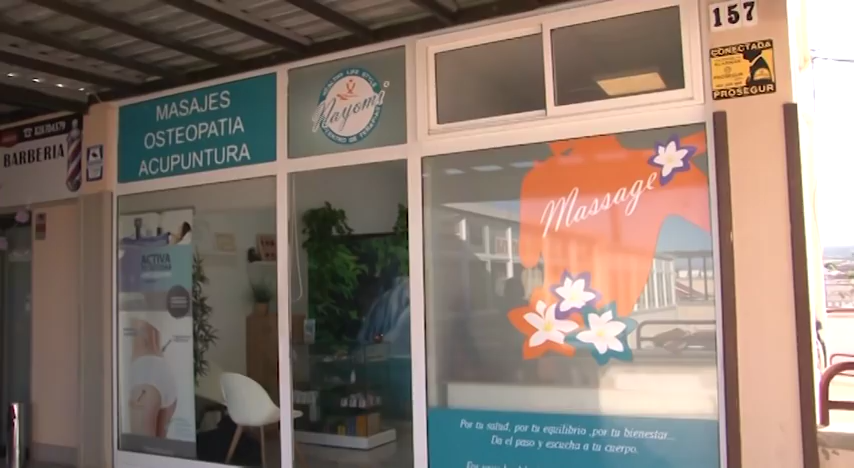 MASAJES
OSTEOPATIA
ACUPUNTURA
Nayomi
CENTRO DE TERAPIAS
157
CONECTADA
PROSEGUR
BARBERIA
ACTIVA
Massage
Por tu salud, por tu equilibrio ,por tu bienestar...
Da el paso y escucha a tu cuerpo.